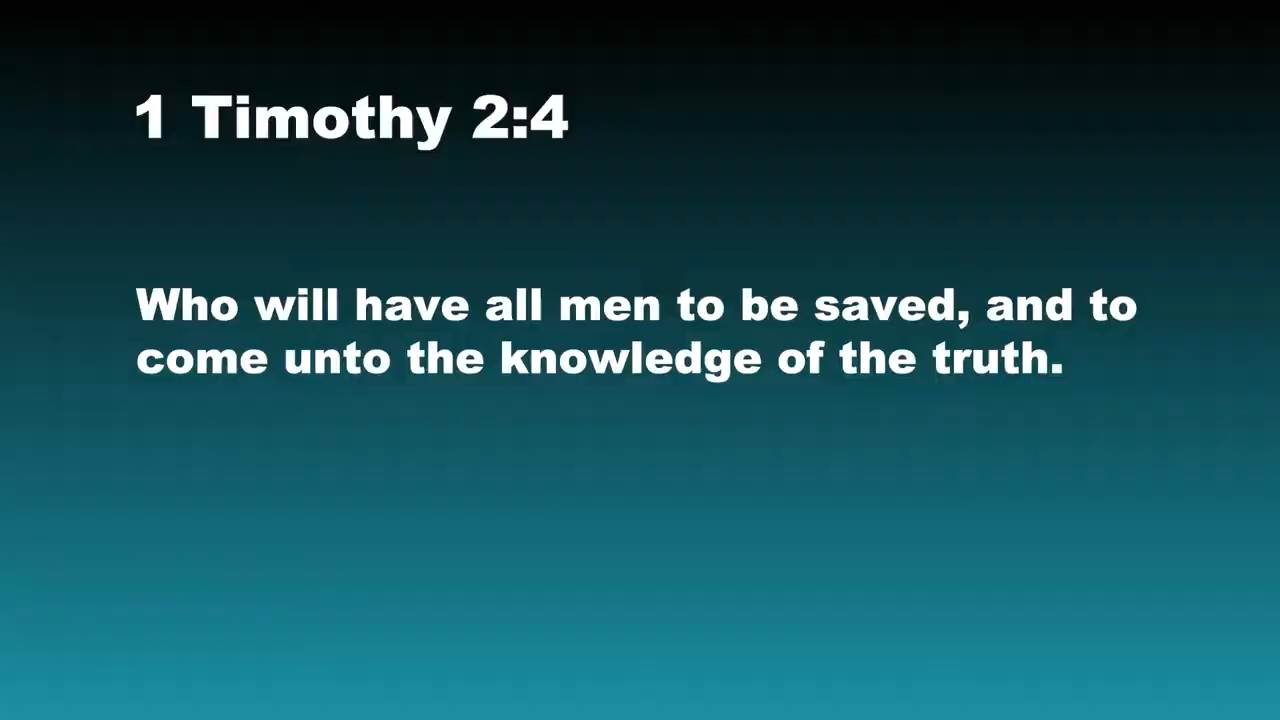 1 Timothy 2:4
Who will have all men to be saved, and to
come unto the knowledge of the truth.